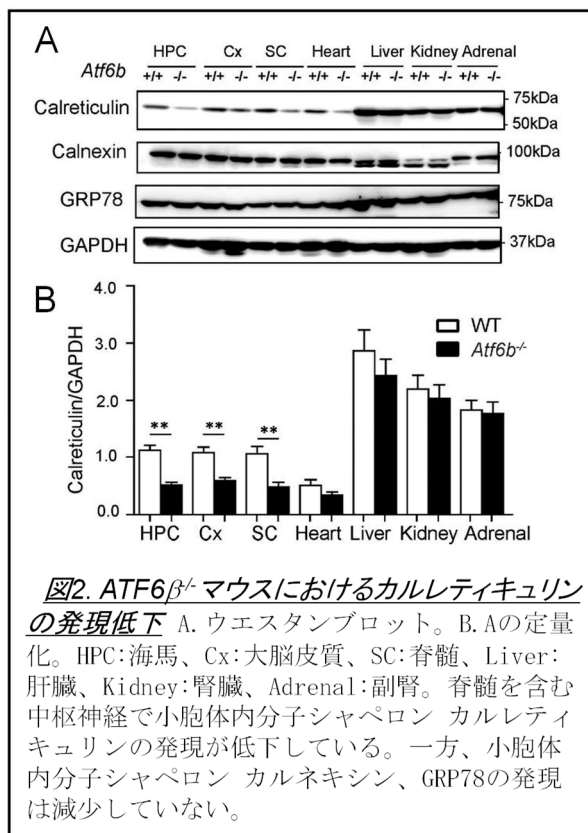 A
HPC Cx SC Heart Liver Kidney Adrenal
Atf6b +/+ -/- +/+ -/- +/+ -/- +/+ -/- +/+ -/- +/+ -/- +/+ -/-
Calreticulin
75kDa
50kDa
Calnexin
100kDa
GRP78
75kDa
GAPDH
37kDa
B
Calreticulin/GAPDH
4.0
3.0
2.0
1.0
0.0
WT
Atf6b-/-
** ** **
HPC Cx SC Heart Liver Kidney Adrenal
図2. ATF6β-/-マウスにおけるカルレティキュリン
の発現低下 A.ウエスタンブロット。B.Aの定量
化。HPC:海馬、Cx:大脳皮質、SC:脊髄、Liver:
肝臓、Kidney:腎臓、Adrenal:副腎。脊髄を含む
中枢神経で小胞体内分子シャペロン カルレティ
キュリンの発現が低下している。一方、小胞体
内分子シャペロン カルネキシン、GRP78の発現
は減少していない。